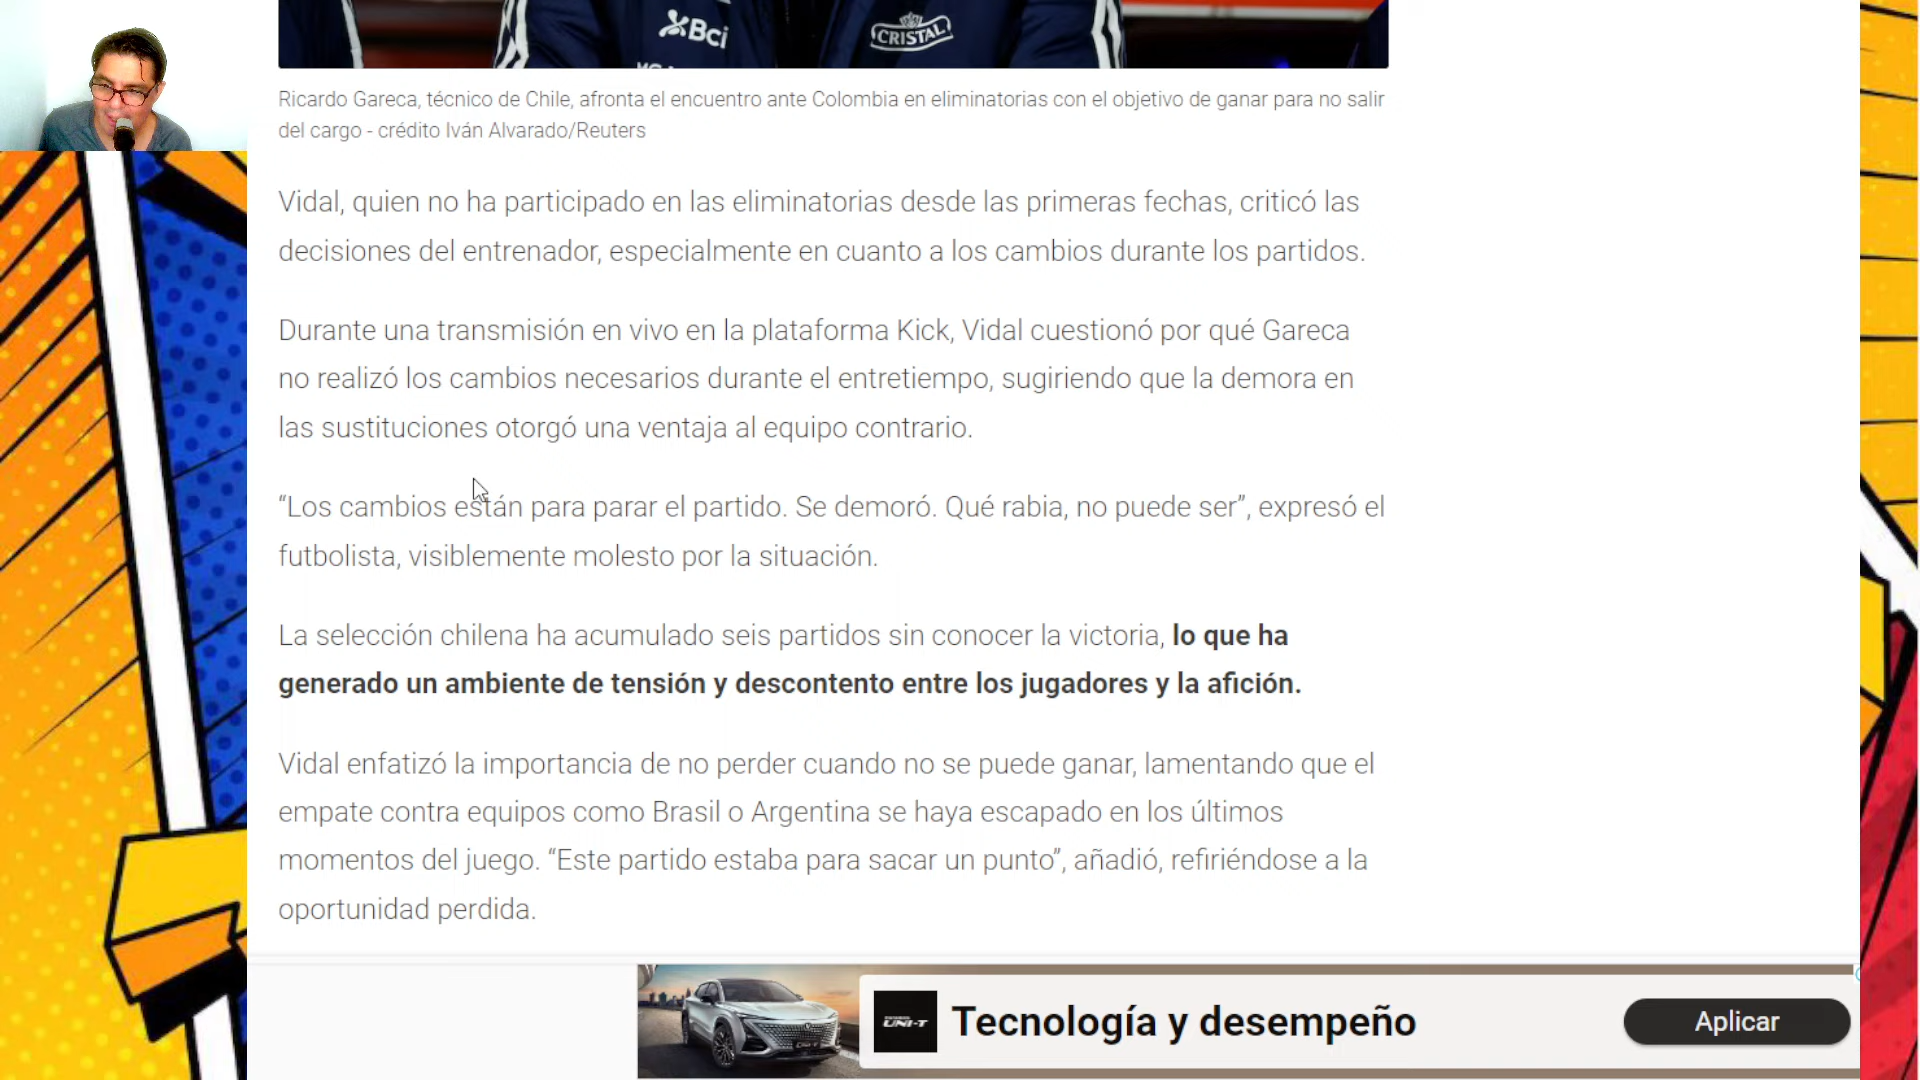 Bci
CRISTAL
Ricardo Gareca, técnico de Chile, afronta el encuentro ante Colombia en eliminatorias con el objetivo de ganar para no salir
del cargo - crédito Iván Alvarado/Reuters
Vidal, quien no ha participado en las eliminatorias desde las primeras fechas, criticó las
decisiones del entrenador, especialmente en cuanto a los cambios durante los partidos.
Durante una transmisión en vivo en la plataforma Kick, Vidal cuestionó por qué Gareca
no realizó los cambios necesarios durante el entretiempo, sugiriendo que la demora en
las sustituciones otorgó una ventaja al equipo contrario.
“Los cambios están para parar el partido. Se demoró. Qué rabia, no puede ser”, expresó el
futbolista, visiblemente molesto por la situación.
La selección chilena ha acumulado seis partidos sin conocer la victoria, lo que ha
generado un ambiente de tensión y descontento entre los jugadores y la afición.
Vidal enfatizó la importancia de no perder cuando no se puede ganar, lamentando que el
empate contra equipos como Brasil o Argentina se haya escapado en los últimos
momentos del juego. “Este partido estaba para sacar un punto”, añadió, refiriéndose a la
oportunidad perdida.
UNI-T
Tecnología y desempeño
Aplicar